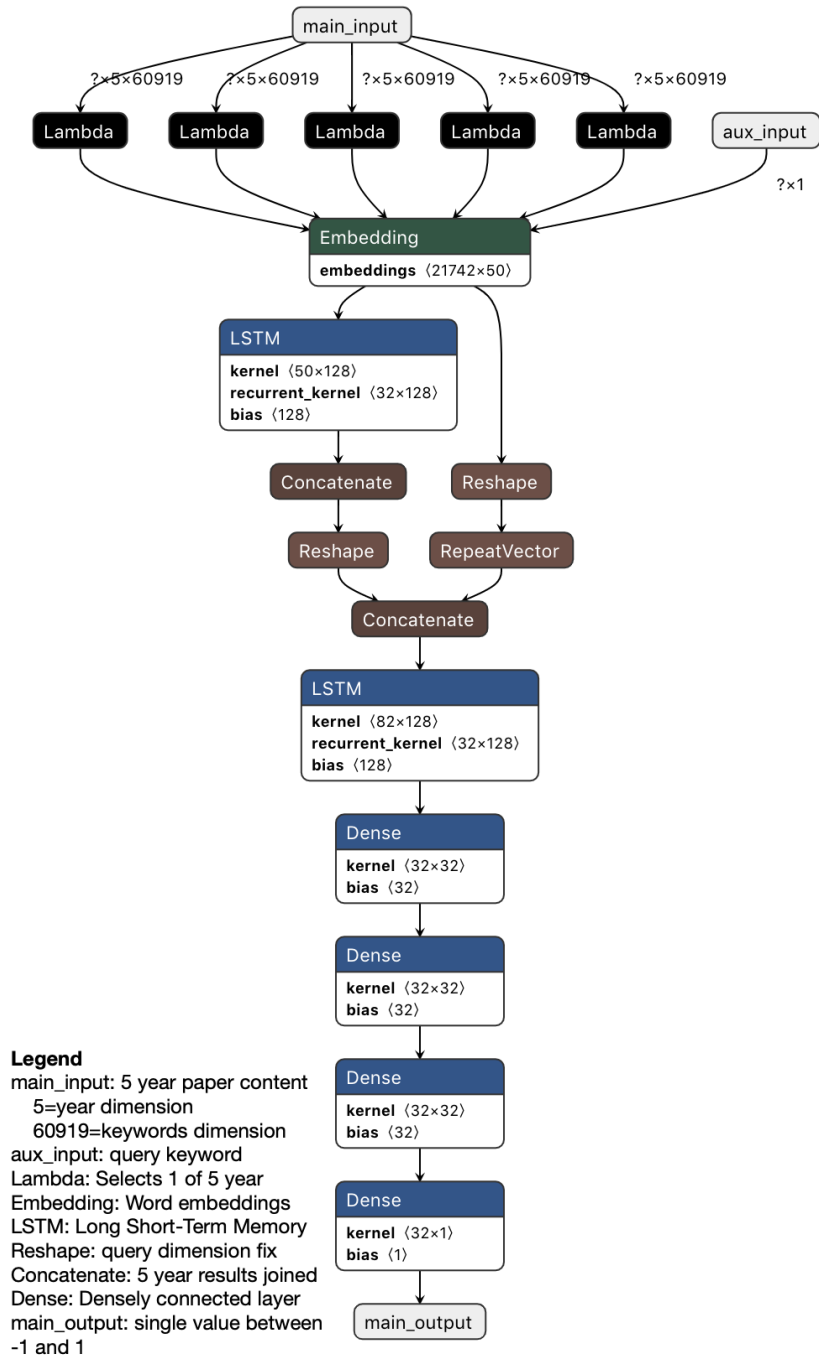 main_input
?×5×60919 ?×5×60919 ?×5×60919 ?×5×60919 ?×5×60919
Lambda Lambda Lambda Lambda Lambda aux_input
?×1
Embedding
embeddings ⟨21742×50⟩
LSTM
kernel ⟨50×128⟩
recurrent_kernel ⟨32×128⟩
bias ⟨128⟩
Concatenate Reshape
Reshape RepeatVector
Concatenate
LSTM
kernel ⟨82×128⟩
recurrent_kernel ⟨32×128⟩
bias ⟨128⟩
Dense
kernel ⟨32×32⟩
bias ⟨32⟩
Dense
kernel ⟨32×32⟩
bias ⟨32⟩
Dense
kernel ⟨32×32⟩
bias ⟨32⟩
Dense
kernel ⟨32×1⟩
bias ⟨1⟩
main_output
Legend
main_input: 5 year paper content
5=year dimension
60919=keywords dimension
aux_input: query keyword
Lambda: Selects 1 of 5 year
Embedding: Word embeddings
LSTM: Long Short-Term Memory
Reshape: query dimension fix
Concatenate: 5 year results joined
Dense: Densely connected layer
main_output: single value between
-1 and 1